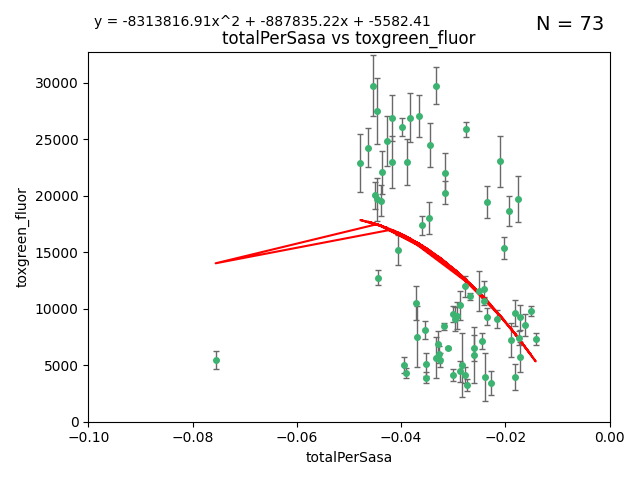 y = -8313816.91x^2 + -887835.22x + -5582.41
N = 73
totalPerSasa vs toxgreen_fluor
toxgreen_fluor
30000
25000
20000
15000
10000
5000
0
−0.10
−0.08
−0.06
−0.04
−0.02
0.00
totalPerSasa